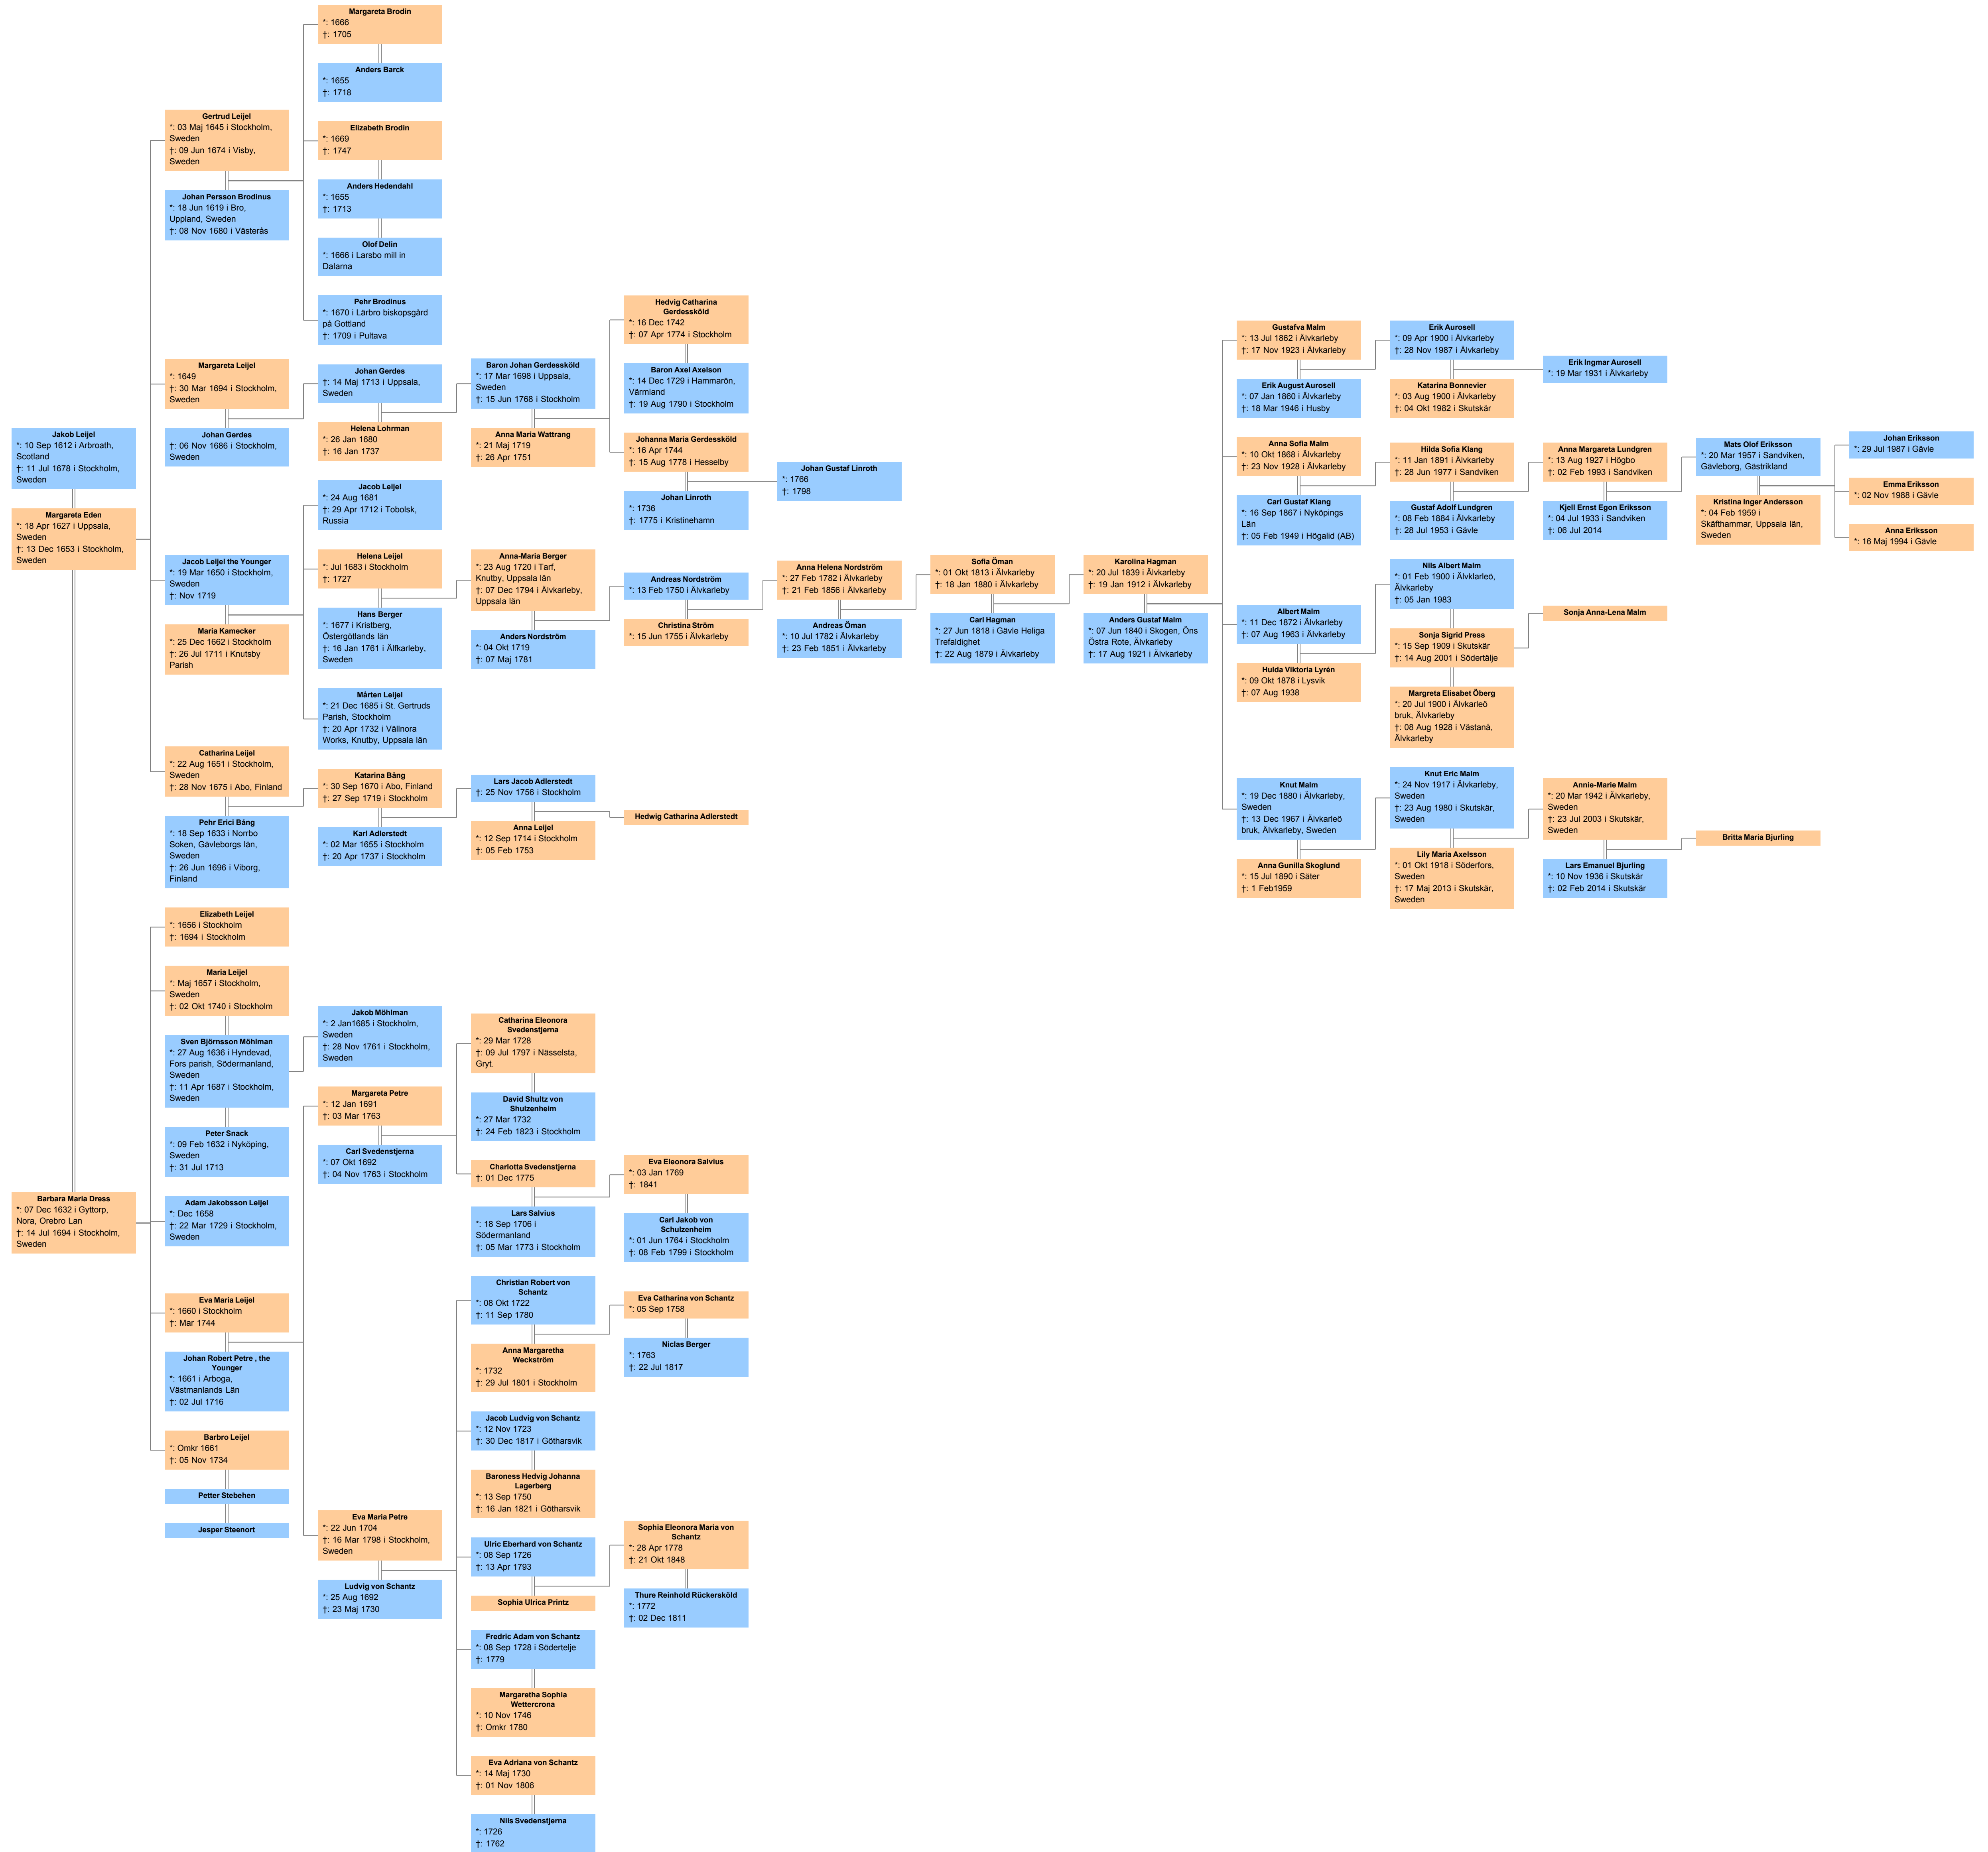 Jakob Leijel
*: 10 Sep 1612 i Arbroath,
Scotland
†: 11 Jul 1678 i Stockholm,
Sweden
Margareta Eden
*: 18 Apr 1627 i Uppsala,
Sweden
†: 13 Dec 1653 i Stockholm,
Sweden
Barbara Maria Dress
*: 07 Dec 1632 i Gyttorp,
Nora, Orebro Lan
†: 14 Jul 1694 i Stockholm,
Sweden
Gertrud Leijel
*: 03 Maj 1645 i Stockholm,
Sweden
†: 09 Jun 1674 i Visby,
Sweden
Johan Persson Brodinus
*: 18 Jun 1619 i Bro,
Uppland, Sweden
†: 08 Nov 1680 i Västerås
Margareta Leijel
*: 1649
†: 30 Mar 1694 i Stockholm,
Sweden
Johan Gerdes
†: 06 Nov 1686 i Stockholm,
Sweden
Jacob Leijel the Younger
*: 19 Mar 1650 i Stockholm,
Sweden
†: Nov 1719
Maria Kamecker
*: 25 Dec 1662 i Stockholm
†: 26 Jul 1711 i Knutsby
Parish
Catharina Leijel
*: 22 Aug 1651 i Stockholm,
Sweden
†: 28 Nov 1675 i Abo, Finland
Pehr Erici Bång
*: 18 Sep 1633 i Norrbo
Soken, Gävleborgs län,
Sweden
†: 26 Jun 1696 i Viborg,
Finland
Elizabeth Leijel
*: 1656 i Stockholm
†: 1694 i Stockholm
Maria Leijel
*: Maj 1657 i Stockholm,
Sweden
†: 02 Okt 1740 i Stockholm
Sven Björnsson Möhlman
*: 27 Aug 1636 i Hyndevad,
Fors parish, Södermanland,
Sweden
†: 11 Apr 1687 i Stockholm,
Sweden
Peter Snack
*: 09 Feb 1632 i Nyköping,
Sweden
†: 31 Jul 1713
Adam Jakobsson Leijel
*: Dec 1658
†: 22 Mar 1729 i Stockholm,
Sweden
Eva Maria Leijel
*: 1660 i Stockholm
†: Mar 1744
Johan Robert Petre , the
Younger
*: 1661 i Arboga,
Västmanlands Län
†: 02 Jul 1716
Barbro Leijel
*: Omkr 1661
†: 05 Nov 1734
Petter Stebehen
Jesper Steenort
Margareta Brodin
*: 1666
†: 1705
Anders Barck
*: 1655
†: 1718
Elizabeth Brodin
*: 1669
†: 1747
Anders Hedendahl
*: 1655
†: 1713
Olof Delin
*: 1666 i Larsbo mill in
Dalarna
Pehr Brodinus
*: 1670 i Lärbro biskopsgård
på Gottland
†: 1709 i Pultava
Johan Gerdes
†: 14 Maj 1713 i Uppsala,
Sweden
Helena Lohrman
*: 26 Jan 1680
†: 16 Jan 1737
Jacob Leijel
*: 24 Aug 1681
†: 29 Apr 1712 i Tobolsk,
Russia
Helena Leijel
*: Jul 1683 i Stockholm
†: 1727
Hans Berger
*: 1677 i Kristberg,
Östergötlands län
†: 16 Jan 1761 i Älfkarleby,
Sweden
Mårten Leijel
*: 21 Dec 1685 i St. Gertruds
Parish, Stockholm
†: 20 Apr 1732 i Vällnora
Works, Knutby, Uppsala län
Katarina Bång
*: 30 Sep 1670 i Abo, Finland
†: 27 Sep 1719 i Stockholm
Karl Adlerstedt
*: 02 Mar 1655 i Stockholm
†: 20 Apr 1737 i Stockholm
Jakob Möhlman
*: 2 Jan1685 i Stockholm,
Sweden
†: 28 Nov 1761 i Stockholm,
Sweden
Margareta Petre
*: 12 Jan 1691
†: 03 Mar 1763
Carl Svedenstjerna
*: 07 Okt 1692
†: 04 Nov 1763 i Stockholm
Eva Maria Petre
*: 22 Jun 1704
†: 16 Mar 1798 i Stockholm,
Sweden
Ludvig von Schantz
*: 25 Aug 1692
†: 23 Maj 1730
Baron Johan Gerdessköld
*: 17 Mar 1698 i Uppsala,
Sweden
†: 15 Jun 1768 i Stockholm
Anna Maria Wattrang
*: 21 Maj 1719
†: 26 Apr 1751
Anna-Maria Berger
*: 23 Aug 1720 i Tarf,
Knutby, Uppsala län
†: 07 Dec 1794 i Älvkarleby,
Uppsala län
Anders Nordström
*: 04 Okt 1719
†: 07 Maj 1781
Lars Jacob Adlerstedt
†: 25 Nov 1756 i Stockholm
Anna Leijel
*: 12 Sep 1714 i Stockholm
†: 05 Feb 1753
Catharina Eleonora
Svedenstjerna
*: 29 Mar 1728
†: 09 Jul 1797 i Nässelsta,
Gryt.
David Shultz von
Shulzenheim
*: 27 Mar 1732
†: 24 Feb 1823 i Stockholm
Charlotta Svedenstjerna
†: 01 Dec 1775
Lars Salvius
*: 18 Sep 1706 i
Södermanland
†: 05 Mar 1773 i Stockholm
Christian Robert von
Schantz
*: 08 Okt 1722
†: 11 Sep 1780
Anna Margaretha
Weckström
*: 1732
†: 29 Jul 1801 i Stockholm
Jacob Ludvig von Schantz
*: 12 Nov 1723
†: 30 Dec 1817 i Götharsvik
Baroness Hedvig Johanna
Lagerberg
*: 13 Sep 1750
†: 16 Jan 1821 i Götharsvik
Ulric Eberhard von Schantz
*: 08 Sep 1726
†: 13 Apr 1793
Sophia Ulrica Printz
Fredric Adam von Schantz
*: 08 Sep 1728 i Södertelje
†: 1779
Margaretha Sophia
Wettercrona
*: 10 Nov 1746
†: Omkr 1780
Eva Adriana von Schantz
*: 14 Maj 1730
†: 01 Nov 1806
Nils Svedenstjerna
*: 1726
†: 1762
Hedvig Catharina
Gerdessköld
*: 16 Dec 1742
†: 07 Apr 1774 i Stockholm
Baron Axel Axelson
*: 14 Dec 1729 i Hammarön,
Värmland
†: 19 Aug 1790 i Stockholm
Johanna Maria Gerdessköld
*: 16 Apr 1744
†: 15 Aug 1778 i Hesselby
Johan Linroth
*: 1736
†: 1775 i Kristinehamn
Andreas Nordström
*: 13 Feb 1750 i Älvkarleby
Christina Ström
*: 15 Jun 1755 i Älvkarleby
Hedwig Catharina Adlerstedt
Eva Eleonora Salvius
*: 03 Jan 1769
†: 1841
Carl Jakob von
Schulzenheim
*: 01 Jun 1764 i Stockholm
†: 08 Feb 1799 i Stockholm
Eva Catharina von Schantz
*: 05 Sep 1758
Niclas Berger
*: 1763
†: 22 Jul 1817
Sophia Eleonora Maria von
Schantz
*: 28 Apr 1778
†: 21 Okt 1848
Thure Reinhold Rückersköld
*: 1772
†: 02 Dec 1811
Johan Gustaf Linroth
*: 1766
†: 1798
Anna Helena Nordström
*: 27 Feb 1782 i Älvkarleby
†: 21 Feb 1856 i Älvkarleby
Andreas Öman
*: 10 Jul 1782 i Älvkarleby
†: 23 Feb 1851 i Älvkarleby
Sofia Öman
*: 01 Okt 1813 i Älvkarleby
†: 18 Jan 1880 i Älvkarleby
Carl Hagman
*: 27 Jun 1818 i Gävle Heliga
Trefaldighet
†: 22 Aug 1879 i Älvkarleby
Karolina Hagman
*: 20 Jul 1839 i Älvkarleby
†: 19 Jan 1912 i Älvkarleby
Anders Gustaf Malm
*: 07 Jun 1840 i Skogen, Öns
Östra Rote, Älvkarleby
†: 17 Aug 1921 i Älvkarleby
Gustafva Malm
*: 13 Jul 1862 i Älvkarleby
†: 17 Nov 1923 i Älvkarleby
Erik August Aurosell
*: 07 Jan 1860 i Älvkarleby
†: 18 Mar 1946 i Husby
Anna Sofia Malm
*: 10 Okt 1868 i Älvkarleby
†: 23 Nov 1928 i Älvkarleby
Carl Gustaf Klang
*: 16 Sep 1867 i Nyköpings
Län
†: 05 Feb 1949 i Högalid (AB)
Albert Malm
*: 11 Dec 1872 i Älvkarleby
†: 07 Aug 1963 i Älvkarleby
Hulda Viktoria Lyrén
*: 09 Okt 1878 i Lysvik
†: 07 Aug 1938
Knut Malm
*: 19 Dec 1880 i Älvkarleby,
Sweden
†: 13 Dec 1967 i Älvkarleö
bruk, Älvkarleby, Sweden
Anna Gunilla Skoglund
*: 15 Jul 1890 i Säter
†: 1 Feb1959
Erik Aurosell
*: 09 Apr 1900 i Älvkarleby
†: 28 Nov 1987 i Älvkarleby
Katarina Bonnevier
*: 03 Aug 1900 i Älvkarleby
†: 04 Okt 1982 i Skutskär
Hilda Sofia Klang
*: 11 Jan 1891 i Älvkarleby
†: 28 Jun 1977 i Sandviken
Gustaf Adolf Lundgren
*: 08 Feb 1884 i Älvkarleby
†: 28 Jul 1953 i Gävle
Nils Albert Malm
*: 01 Feb 1900 i Älvklarleö,
Älvkarleby
†: 05 Jan 1983
Sonja Sigrid Press
*: 15 Sep 1909 i Skutskär
†: 14 Aug 2001 i Södertälje
Margreta Elisabet Öberg
*: 20 Jul 1900 i Älvkarleö
bruk, Älvkarleby
†: 08 Aug 1928 i Västanå,
Älvkarleby
Knut Eric Malm
*: 24 Nov 1917 i Älvkarleby,
Sweden
†: 23 Aug 1980 i Skutskär,
Sweden
Lily Maria Axelsson
*: 01 Okt 1918 i Söderfors,
Sweden
†: 17 Maj 2013 i Skutskär,
Sweden
Erik Ingmar Aurosell
*: 19 Mar 1931 i Älvkarleby
Anna Margareta Lundgren
*: 13 Aug 1927 i Högbo
†: 02 Feb 1993 i Sandviken
Kjell Ernst Egon Eriksson
*: 04 Jul 1933 i Sandviken
†: 06 Jul 2014
Sonja Anna-Lena Malm
Annie-Marie Malm
*: 20 Mar 1942 i Älvkarleby,
Sweden
†: 23 Jul 2003 i Skutskär,
Sweden
Lars Emanuel Bjurling
*: 10 Nov 1936 i Skutskär
†: 02 Feb 2014 i Skutskär
Mats Olof Eriksson
*: 20 Mar 1957 i Sandviken,
Gävleborg, Gästrikland
Kristina Inger Andersson
*: 04 Feb 1959 i
Skäfthammar, Uppsala län,
Sweden
Britta Maria Bjurling
Johan Eriksson
*: 29 Jul 1987 i Gävle
Emma Eriksson
*: 02 Nov 1988 i Gävle
Anna Eriksson
*: 16 Maj 1994 i Gävle